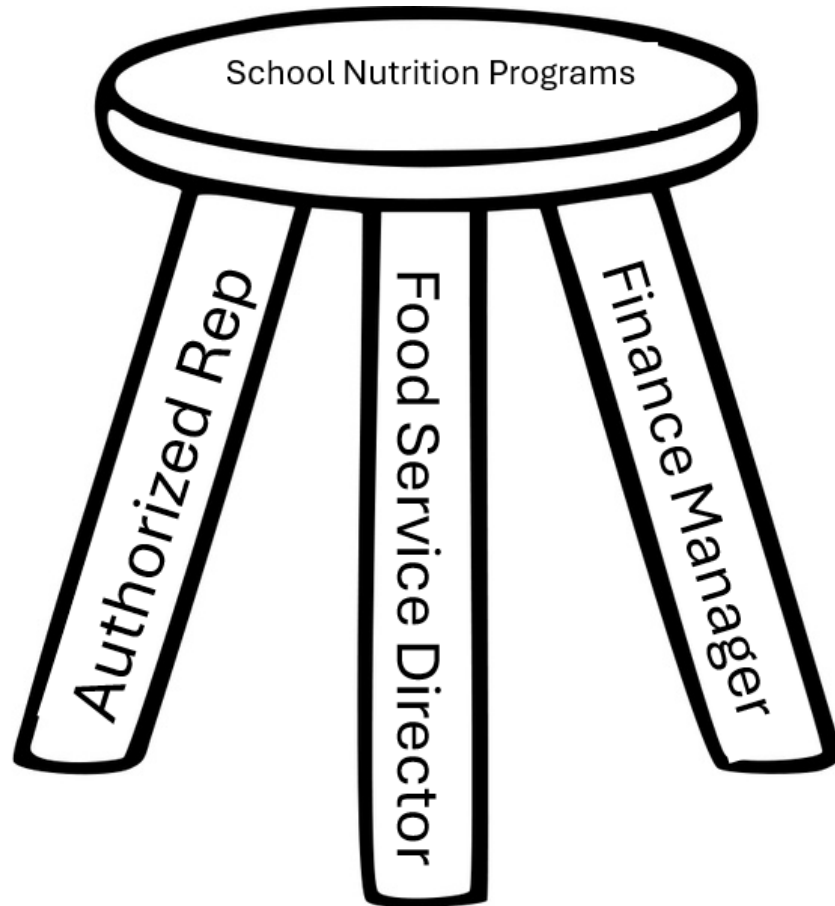 School Nutrition Programs
Authorized Rep
Food Service Director
Finance Manager